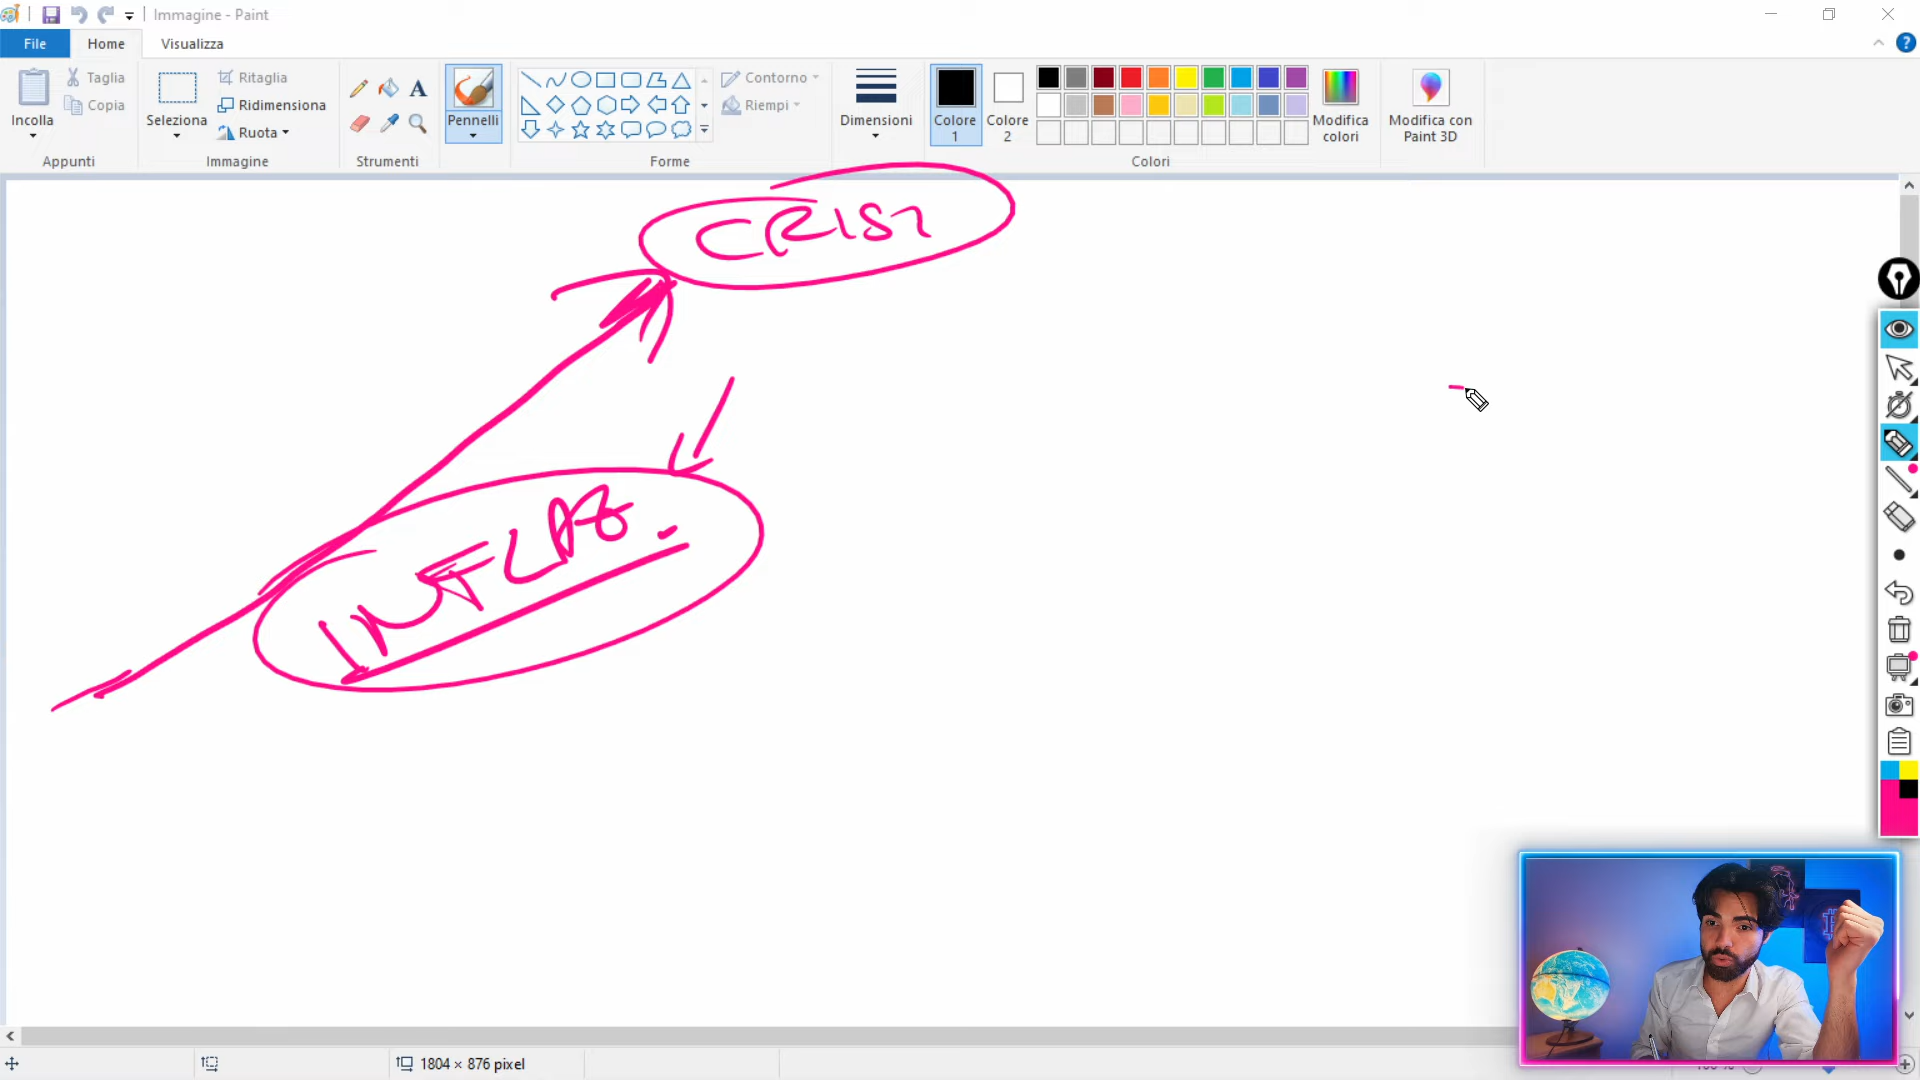 Immagine - Paint
File Home Visualizza
Incolla
Taglia
Copia
Appunti
Seleziona
Ritaglia
Ridimensiona
Ruota
Immagine
Strumenti
Pennelli
Contorno
Riempi
Forme
Dimensioni
Colore
1
Colore
2
Modifica
colori
Colori
Modifica con
Paint 3D
CRISI
INFLAZ.
1804 × 876 pixel